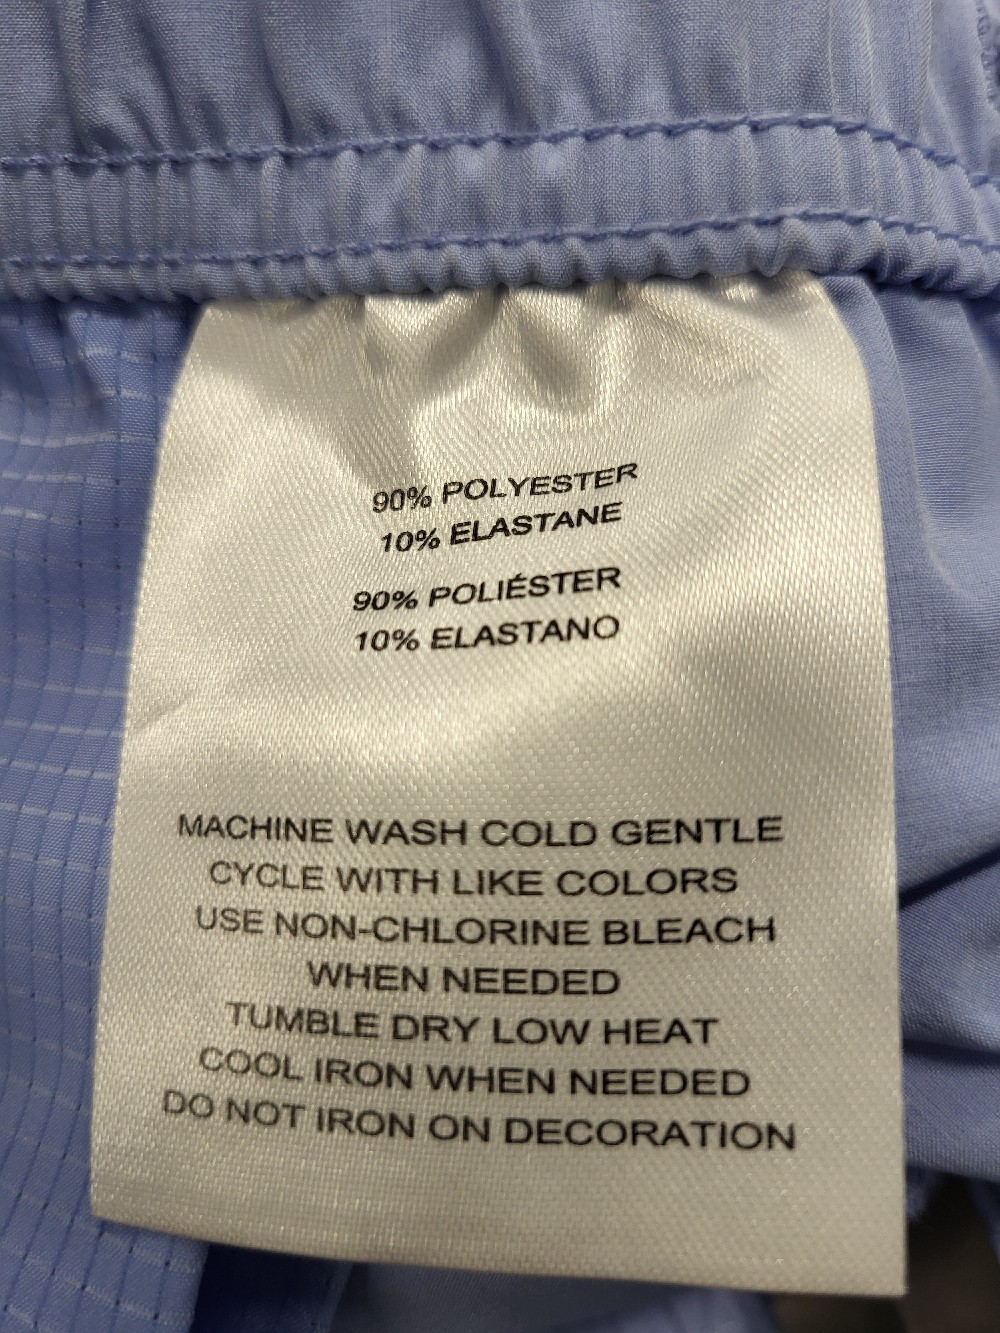 90% POLYESTER
10% ELASTANE
90% POLIÉSTER
10% ELASTANO
MACHINE WASH COLD GENTLE
CYCLE WITH LIKE COLORS
USE NON-CHLORINE BLEACH
WHEN NEEDED
TUMBLE DRY LOW HEAT
COOL IRON WHEN NEEDED
DO NOT IRON ON DECORATION